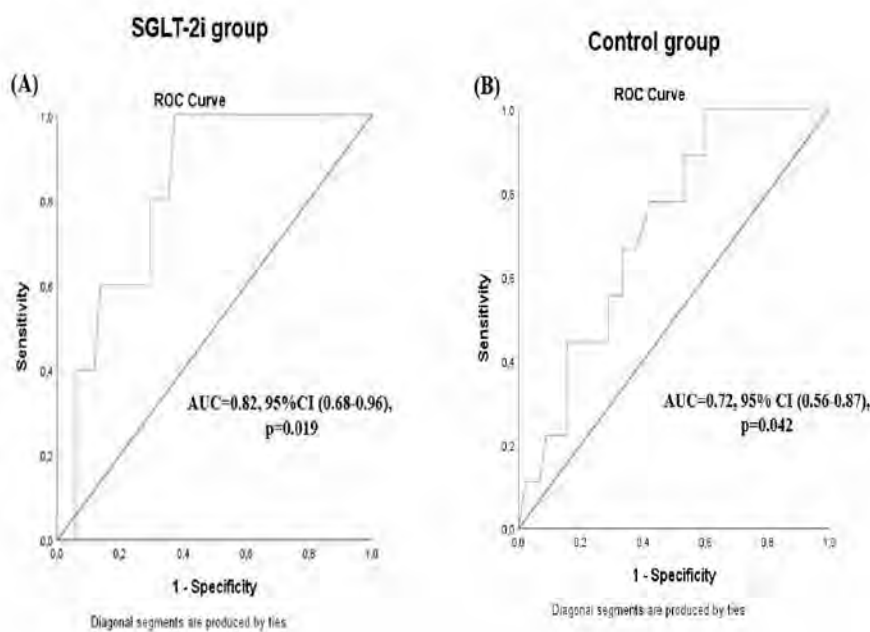 SGLT-2i group
(A)
ROC Curve
1,0
0,8
0,6
0,4
0,2
0,0
Sensitivity
AUC=0.82, 95%CI (0.68-0.96),
p=0.019
0,0 0,2 0,4 0,6 0,8 1,0
1 - Specificity
Diagonal segments are produced by ties
Control group
(B)
ROC Curve
1,0
0,8
0,6
0,4
0,2
0,0
Sensitivity
AUC=0.72, 95% CI (0.56-0.87),
p=0.042
0,0 0,2 0,4 0,6 0,8 1,0
1 - Specificity
Diagonal segments are produced by ties